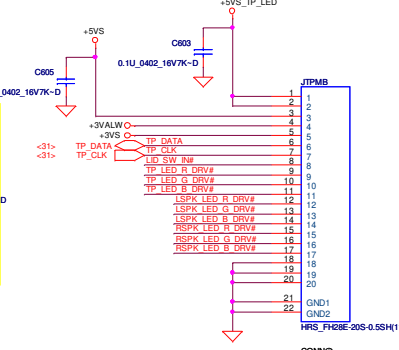 +5VS_TP_LED
+5VS
C603
0.1U_0402_16V7K~D
C605
0402_16V7K~D
JTPMB
1 1
2 2
3 3
+3VALW 4 4
+3VS 5 5
<31> TP_DATA TP_DATA 6 6
<31> TP_CLK TP_CLK 7 7
LID_SW_IN# 8 8
TP_LED_R_DRV# 9 9
TP_LED_G_DRV# 10 10
TP_LED_B_DRV# 11 11
LSPK_LED_R_DRV# 12 12
LSPK_LED_G_DRV# 13 13
LSPK_LED_B_DRV# 14 14
RSPK_LED_R_DRV# 15 15
RSPK_LED_G_DRV# 16 16
RSPK_LED_B_DRV# 17 17
18 18
19 19
20 20
21 GND1
22 GND2
HRS_FH28E-20S-0.5SH(1
D